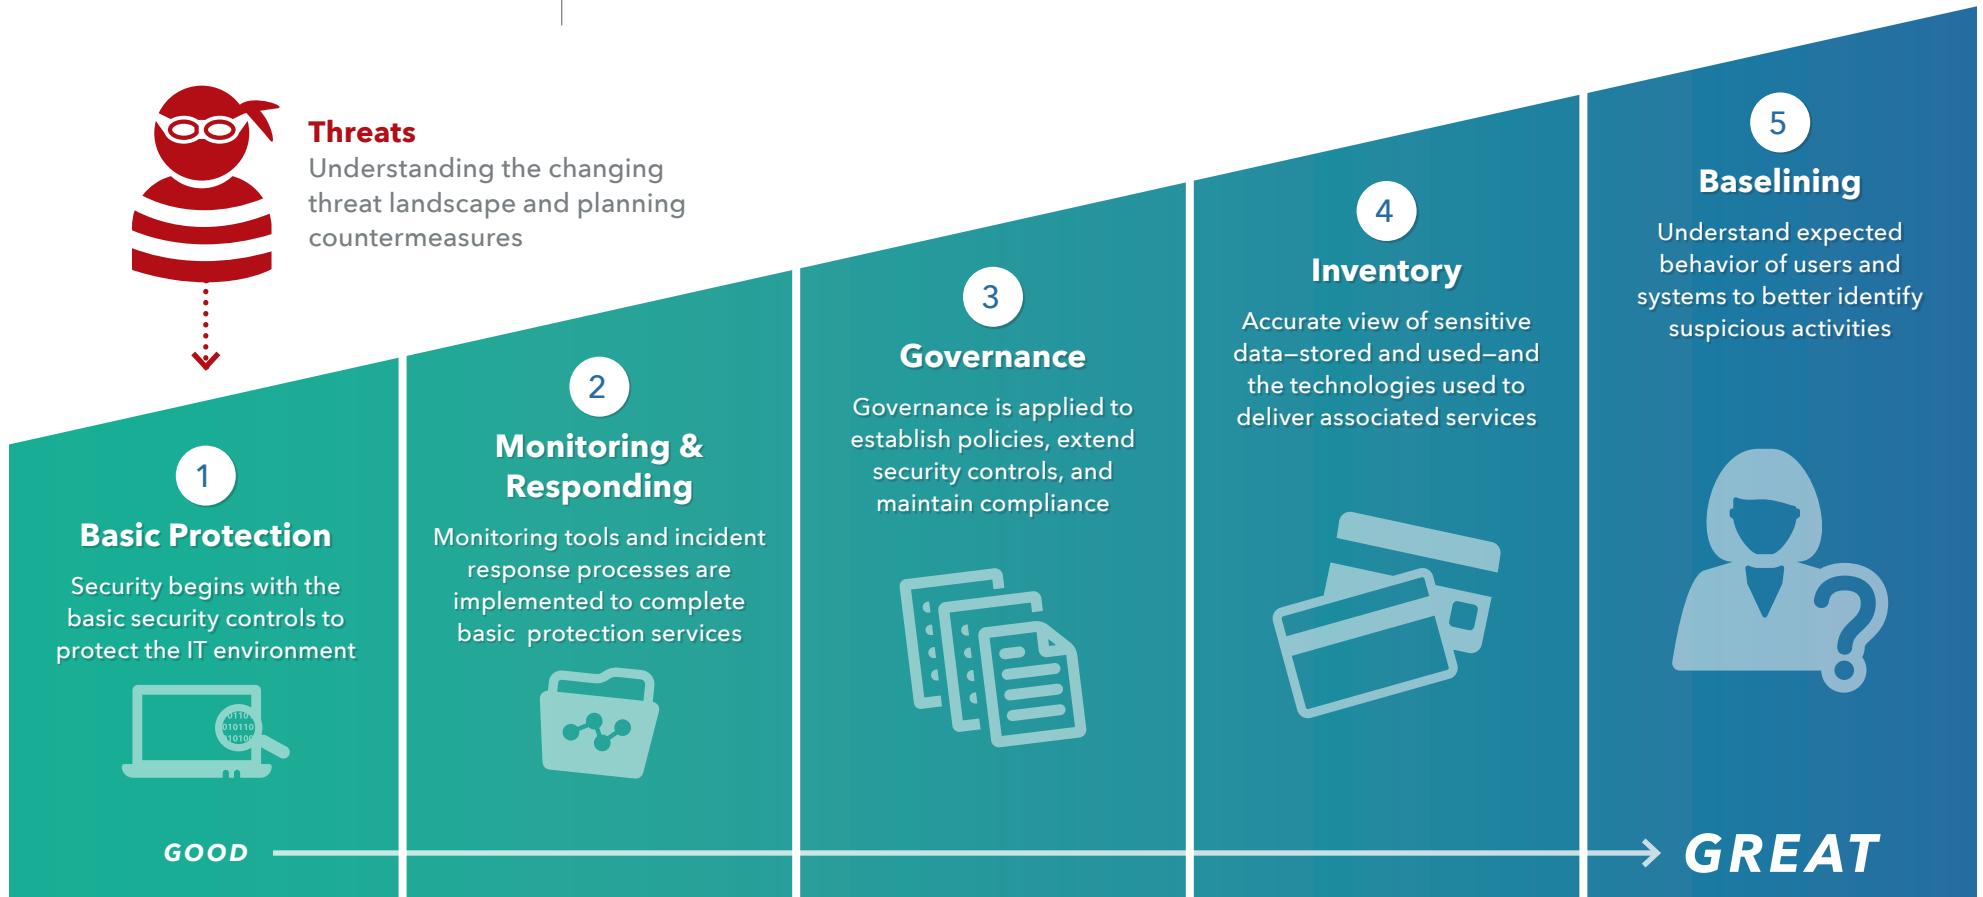 Threats
Understanding the changing
threat landscape and planning
countermeasures
1
Basic Protection
Security begins with the
basic security controls to
protect the IT environment
2
Monitoring &
Responding
Monitoring tools and incident
response processes are
implemented to complete
basic protection services
3
Governance
Governance is applied to
establish policies, extend
security controls, and
maintain compliance
4
Inventory
Accurate view of sensitive
data—stored and used—and
the technologies used to
deliver associated services
5
Baselining
Understand expected
behavior of users and
systems to better identify
suspicious activities
GOOD
GREAT